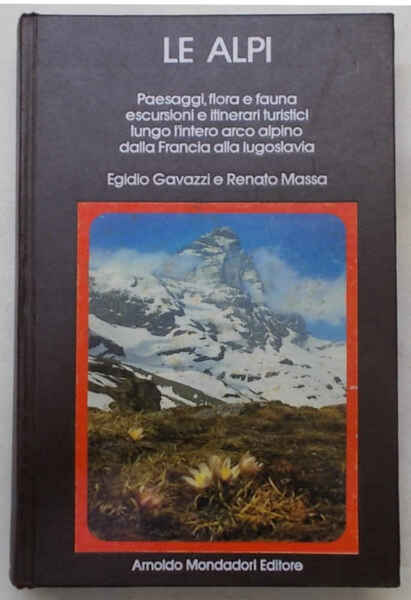 LE ALPI
Paesaggi, flora e fauna
escursioni e itinerari turistici
lungo l'intero arco alpino
dalla Francia alla Iugoslavia
Egidio Gavazzi e Renato Massa
Arnoldo Mondadori Editore